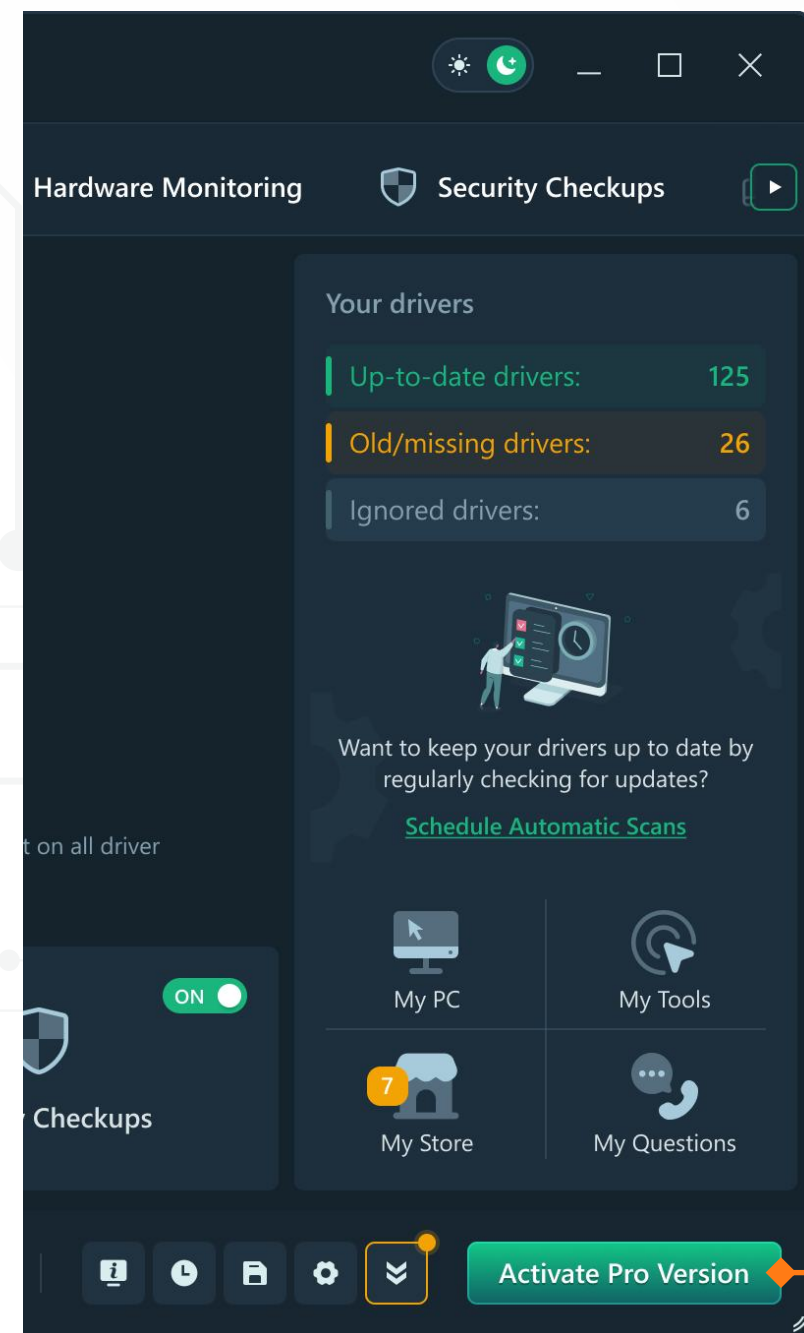 Hardware Monitoring
Security Checkups
Your drivers
Up-to-date drivers: 125
Old/missing drivers: 26
Ignored drivers: 6
Want to keep your drivers up to date by
regularly checking for updates?
Schedule Automatic Scans
t on all driver
ON
My PC
My Tools
Checkups
7
My Store
My Questions
i
Activate Pro Version